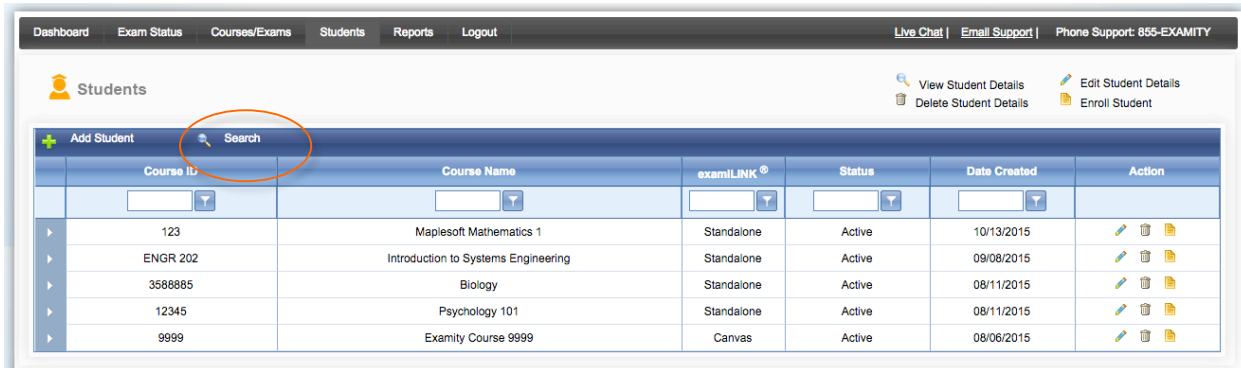 Dashboard Exam Status Courses/Exams Students Reports Logout Live Chat | Email Support | Phone Support: 855-EXAMITY
Students
View Student Details Edit Student Details
Delete Student Details Enroll Student
Add Student Search
Course ID Course Name examiLINK ® Status Date Created Action
123 Maplesoft Mathematics 1 Standalone Active 10/13/2015
ENGR 202 Introduction to Systems Engineering Standalone Active 09/08/2015
3588885 Biology Standalone Active 08/11/2015
12345 Psychology 101 Standalone Active 08/11/2015
9999 Examity Course 9999 Canvas Active 08/06/2015